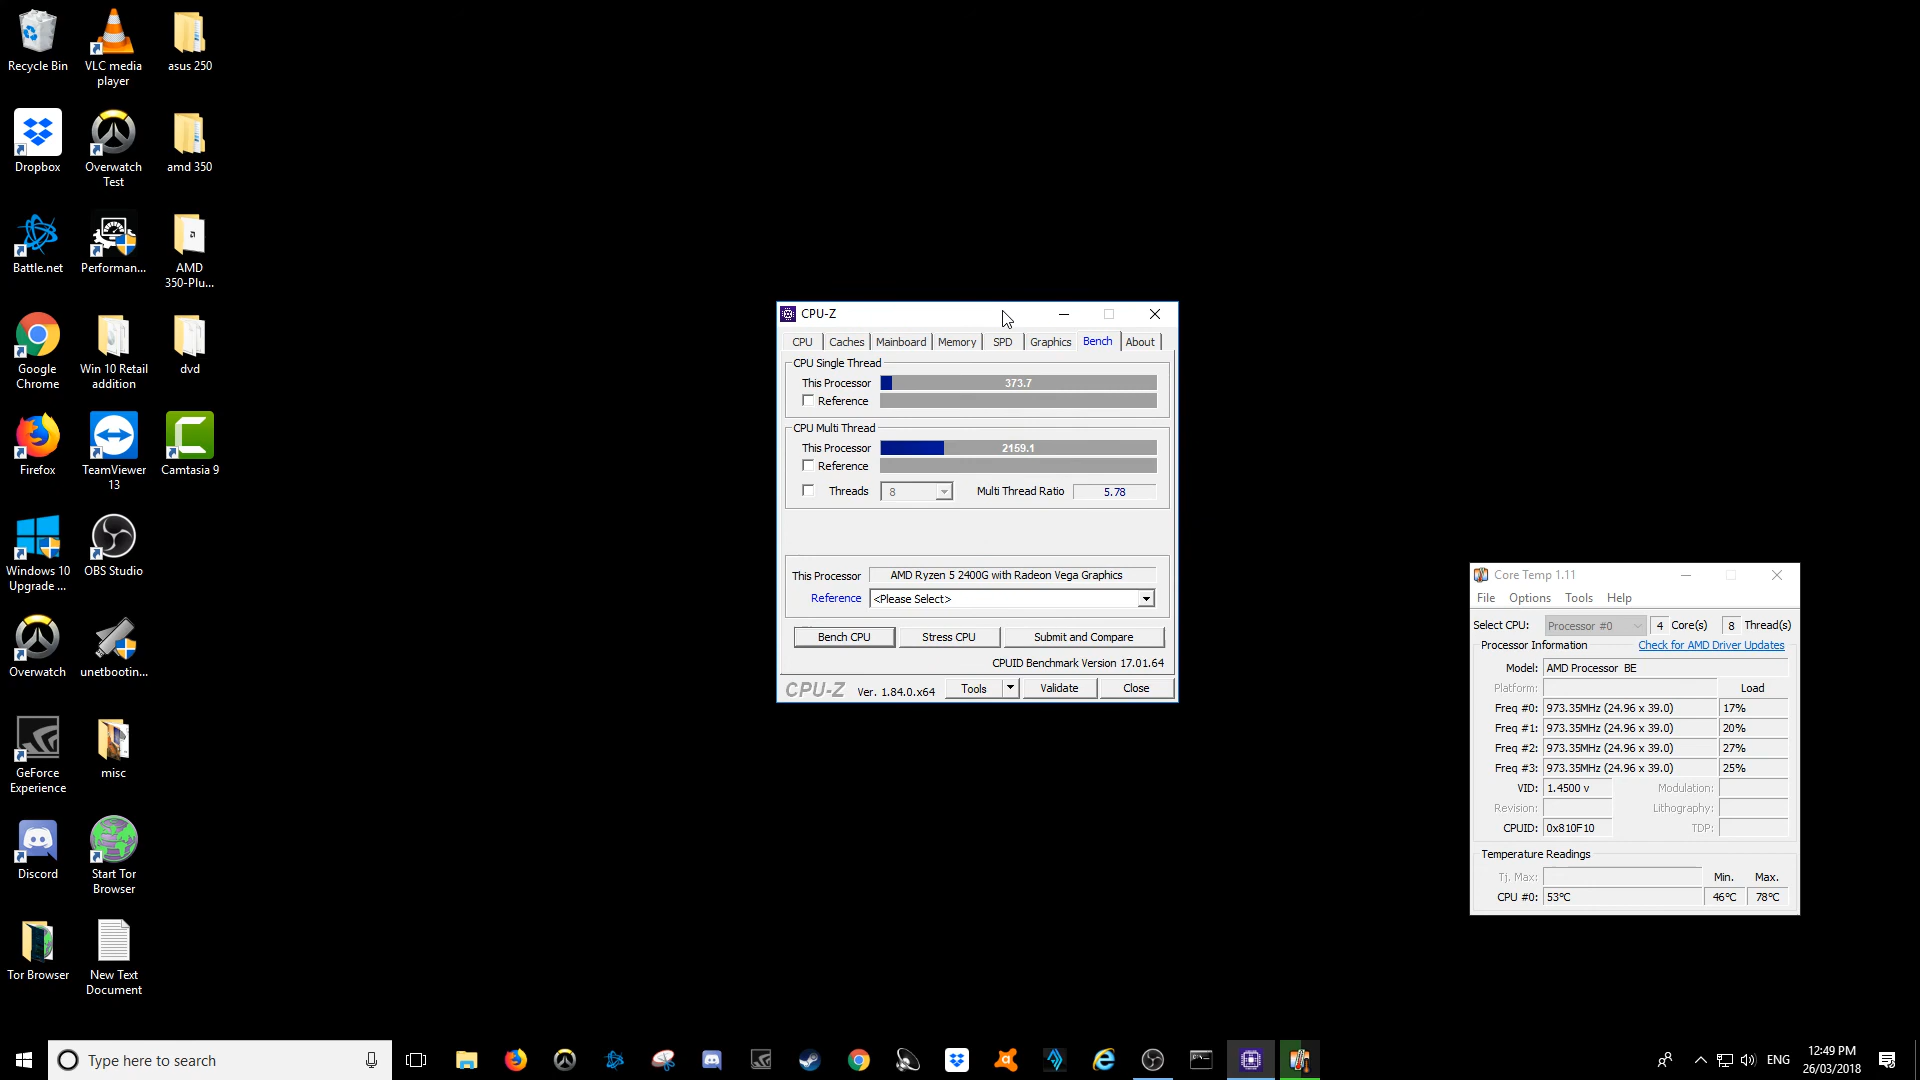 Recycle Bin
VLC media
player
asus 250
Dropbox
Overwatch
Test
amd 350
Battle.net
Performan...
AMD
350-Plu...
Google
Chrome
Win 10 Retail
addition
dvd
Firefox
TeamViewer
13
Camtasia 9
Windows 10
Upgrade ...
OBS Studio
Overwatch
unetbootin...
GeForce
Experience
misc
Discord
Start Tor
Browser
Tor Browser
New Text
Document
CPU-Z
CPU Caches Mainboard Memory SPD Graphics Bench About
CPU Single Thread
This Processor 373.7
Reference
CPU Multi Thread
This Processor 2159.1
Reference
Threads 8 Multi Thread Ratio 5.78
This Processor AMD Ryzen 5 2400G with Radeon Vega Graphics
Reference <Please Select>
Bench CPU Stress CPU Submit and Compare
CPUID Benchmark Version 17.01.64
CPU-Z Ver. 1.84.0.x64 Tools Validate Close
Core Temp 1.11
File Options Tools Help
Select CPU: Processor #0 4 Core(s) 8 Thread(s)
Processor Information Check for AMD Driver Updates
Model: AMD Processor BE
Platform: Load
Freq #0: 973.35MHz (24.96 x 39.0) 17%
Freq #1: 973.35MHz (24.96 x 39.0) 20%
Freq #2: 973.35MHz (24.96 x 39.0) 27%
Freq #3: 973.35MHz (24.96 x 39.0) 25%
VID: 1.4500 v Modulation:
Revision: Lithography:
CPUID: 0x810F10 TDP:
Temperature Readings
Tj. Max: Min. Max.
CPU #0: 53°C 46°C 78°C
Type here to search
ENG
12:49 PM
26/03/2018